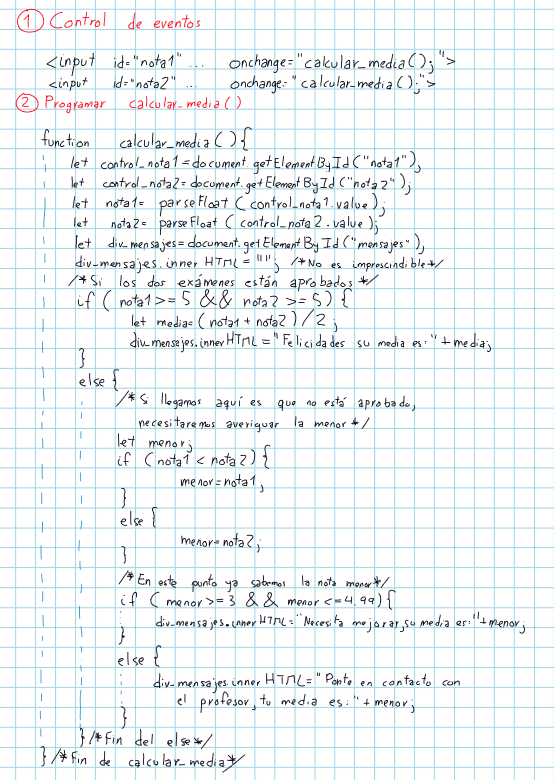 ① Control de eventos
<input id="nota1" ... onchange="calcular_media();">
<input id="nota2" ... onchange="calcular_media();">
② Programar calcular_media()
function calcular_media(){
let control_nota1=document.getElementById("nota1");
let control_nota2=document.getElementById("nota2");
let nota1= parseFloat (control_nota1.value);
let nota2= parseFloat (control_nota2.value);
let div_mensajes=document.getElementById("mensajes");
div_mensajes.innerHTML=""; /*No es imprescindible*/
/*Si los dos exámenes están aprobados*/
if (nota1>=5 && nota2>=5){
let media=(nota1+nota2)/2;
div_mensajes.innerHTML="Felicidades su media es:"+media;
}
else{
/*Si llegamos aquí es que no está aprobado,
necesitaremos averiguar la menor*/
let menor;
if (nota1<nota2){
menor=nota1;
}
else{
menor=nota2;
}
/*En este punto ya sabemos la nota menor*/
if (menor>=3 && menor<=4.99){
div_mensajes.innerHTML="Necesita mejorar,su media es:"+menor;
}
else{
div_mensajes.innerHTML="Ponte en contacto con
el profesor, tu media es:"+menor;
}
}/*Fin del else*/
}/*Fin de calcular_media*/